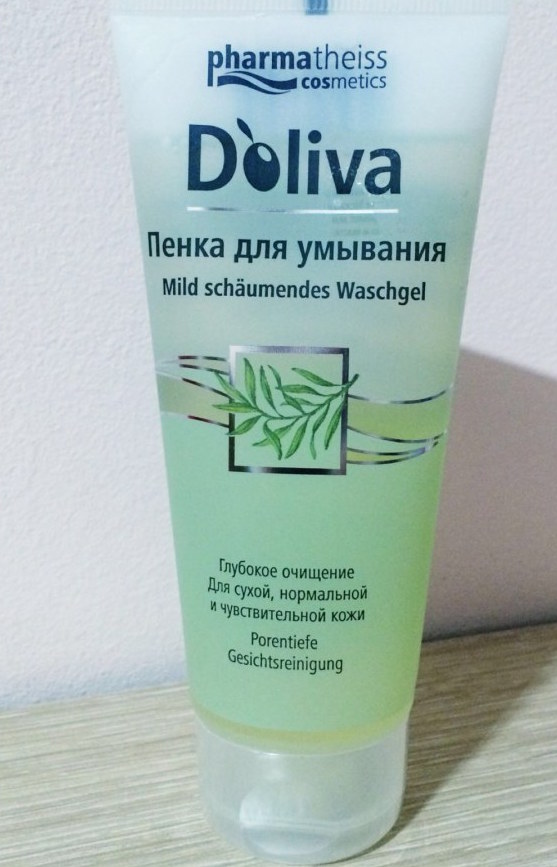 pharmatheiss
cosmetics
D'oliva
Пенка для умывания
Mild schäumendes Waschgel
Глубокое очищение
Для сухой, нормальной
и чувствительной кожи
Porentiefe
Gesichtsreinigung